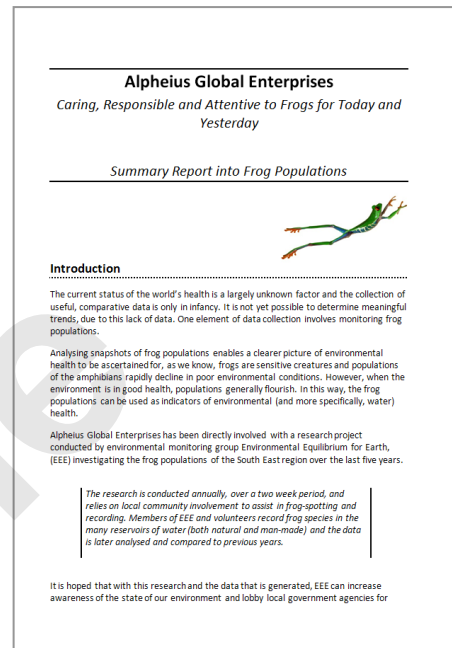 Alpheius Global Enterprises
Caring, Responsible and Attentive to Frogs for Today and
Yesterday
Summary Report into Frog Populations
Introduction
The current status of the world's health is a largely unknown factor and the collection of
useful, comparative data is only in infancy. It is not yet possible to determine meaningful
trends, due to this lack of data. One element of data collection involves monitoring frog
populations.
Analysing snapshots of frog populations enables a clearer picture of environmental
health to be ascertained for, as we know, frogs are sensitive creatures and populations
of the amphibians rapidly decline in poor environmental conditions. However, when the
environment is in good health, populations generally flourish. In this way, the frog
populations can be used as indicators of environmental (and more specifically, water)
health.
Alpheius Global Enterprises has been directly involved with a research project
conducted by environmental monitoring group Environmental Equilibrium for Earth,
(EEE) investigating the frog populations of the South East region over the last five years.
The research is conducted annually, over a two week period, and
relies on local community involvement to assist in frog-spotting and
recording. Members of EEE and volunteers record frog species in the
many reservoirs of water (both natural and man-made) and the data
is later analysed and compared to previous years.
It is hoped that with this research and the data that is generated, EEE can increase
awareness of the state of our environment and lobby local government agencies for